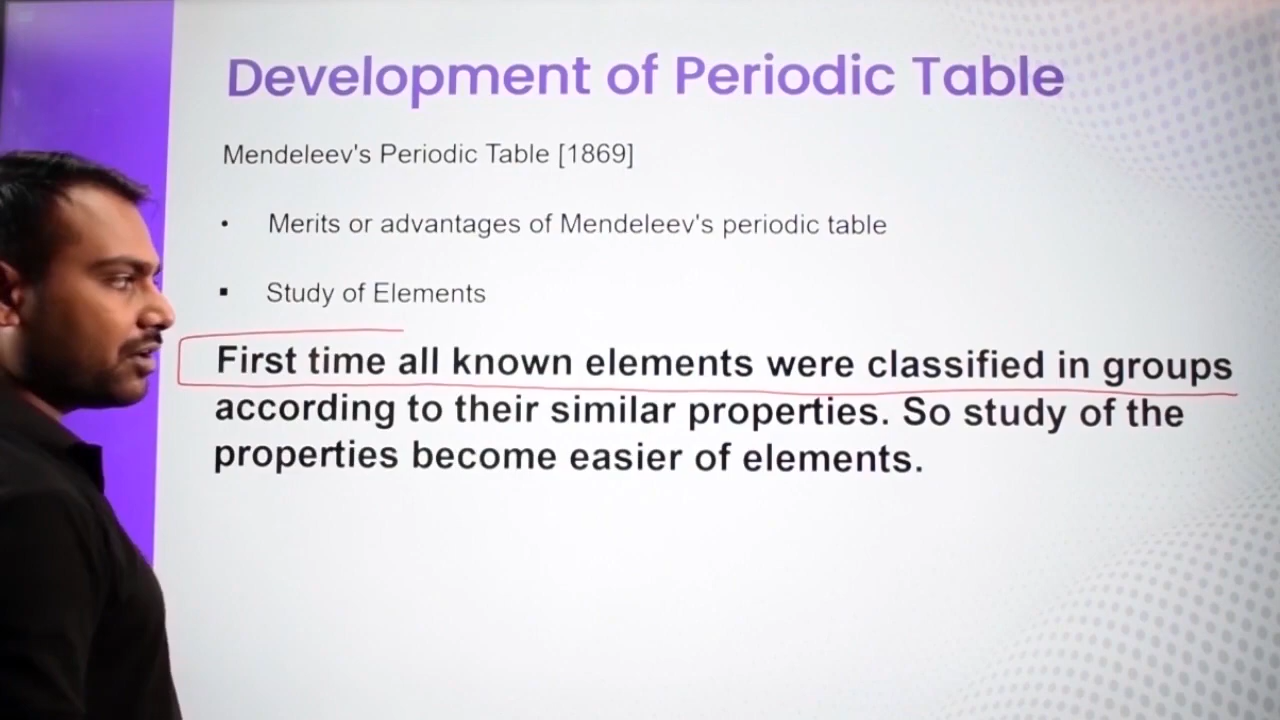 Development of Periodic Table
Mendeleev's Periodic Table [1869]
• Merits or advantages of Mendeleev's periodic table
▪ Study of Elements
First time all known elements were classified in groups
according to their similar properties. So study of the
properties become easier of elements.